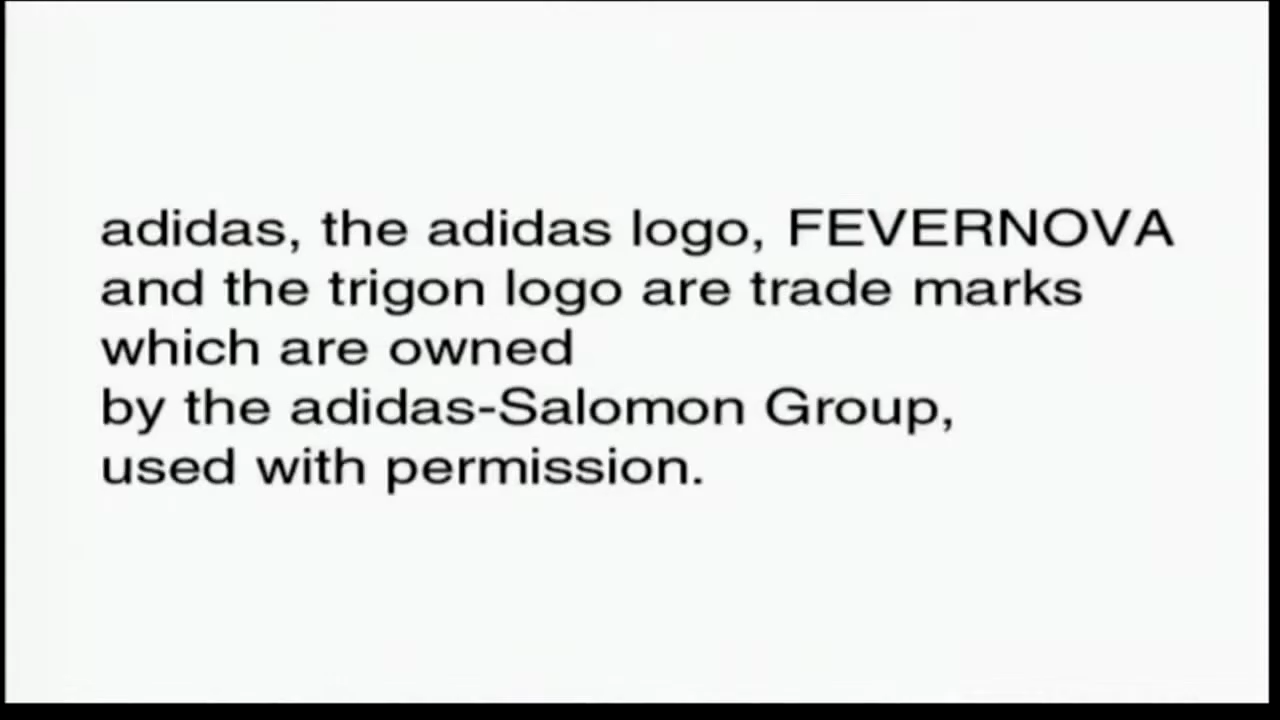 adidas, the adidas logo, FEVERNOVA
and the trigon logo are trade marks
which are owned
by the adidas-Salomon Group,
used with permission.